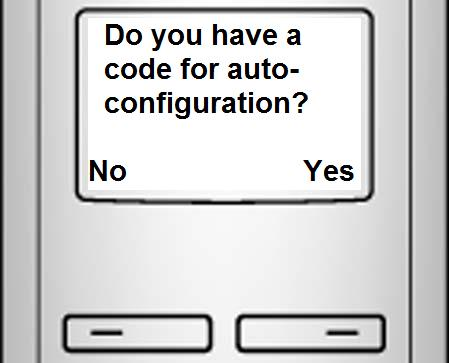 Do you have a
code for auto-
configuration?
No Yes